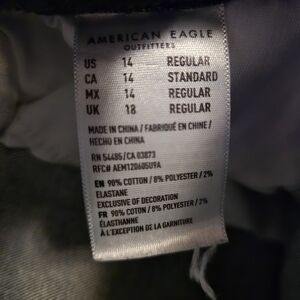 AMERICAN EAGLE
OUTFITTERS
US 14 REGULAR
CA 14 STANDARD
MX 14 REGULAR
UK 18 REGULAR
MADE IN CHINA / FABRIQUÉ EN CHINE /
HECHO EN CHINA
RN 54485/CA 03873
RFC# AEM120605U9A
EN 90% COTTON / 8% POLYESTER / 2%
ELASTANE
EXCLUSIVE OF DECORATION
FR 90% COTON / 8% POLYESTER / 2%
ÉLASTHANNE
À L'EXCEPTION DE LA GARNITURE